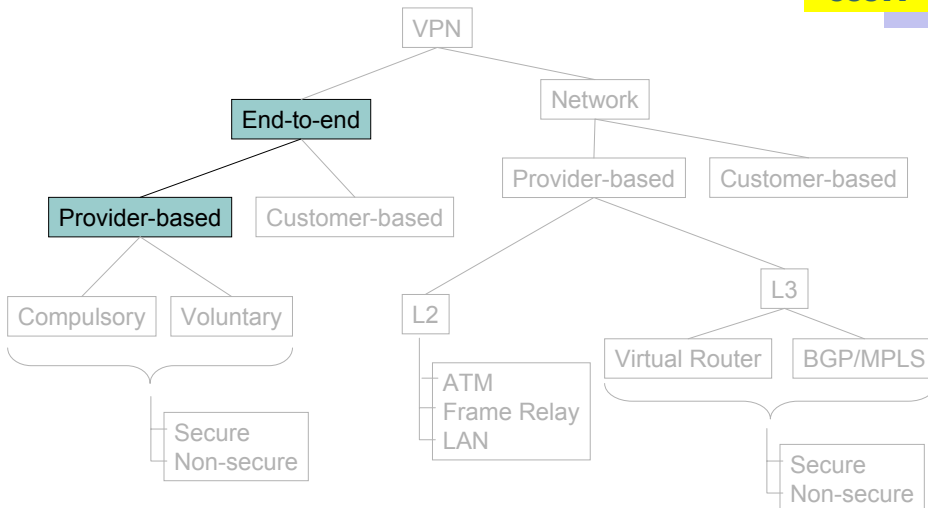 VPN
End-to-end
Network
Provider-based
Customer-based
Provider-based
Customer-based
Compulsory
Voluntary
L2
L3
Virtual Router
BGP/MPLS
ATM
Frame Relay
LAN
Secure
Non-secure
Secure
Non-secure